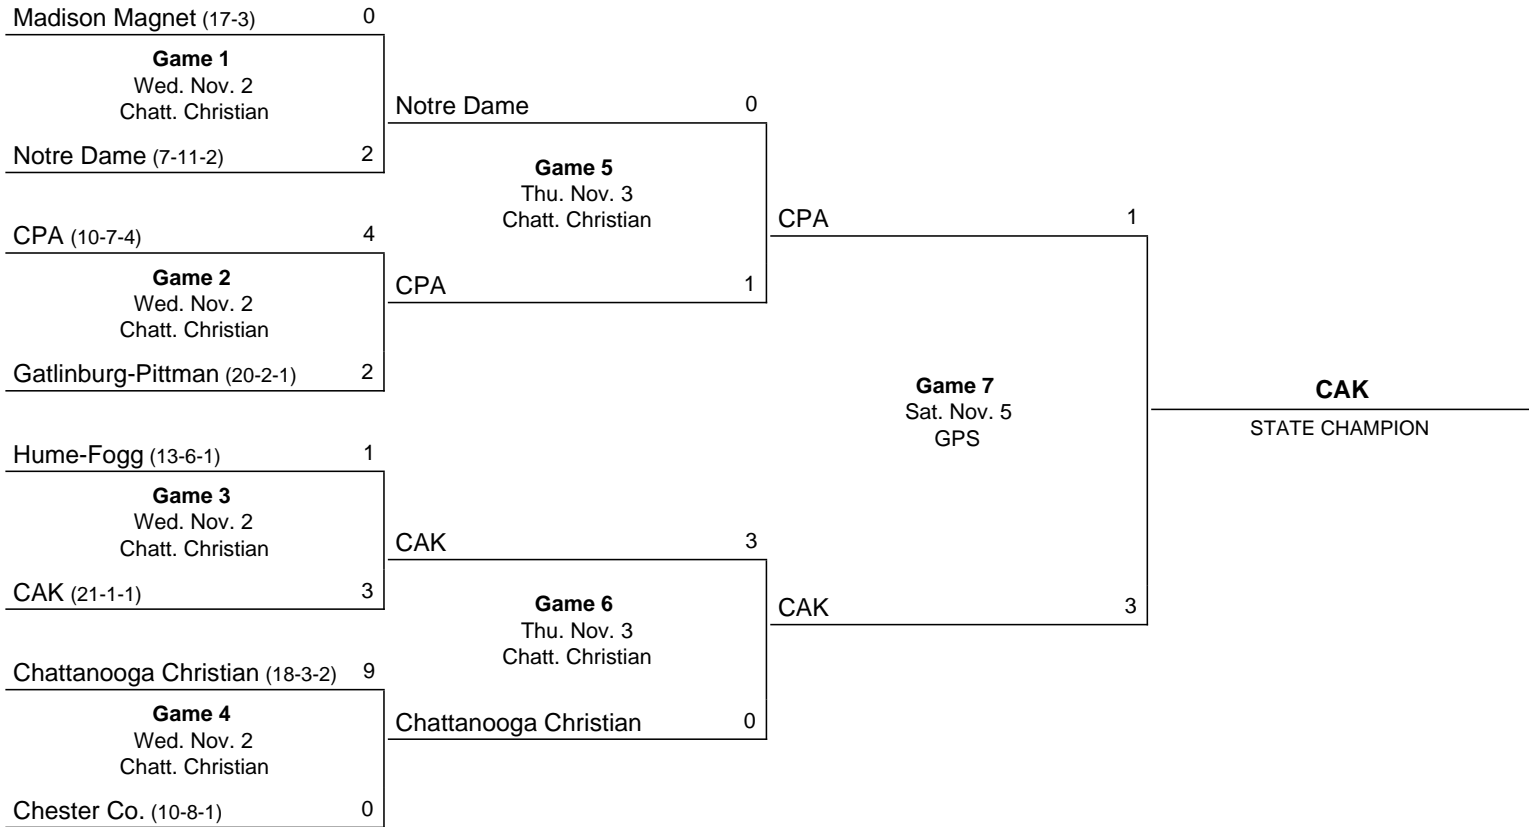 Madison Magnet (17-3) 0
Game 1
Wed. Nov. 2
Chatt. Christian
Notre Dame (7-11-2) 2
CPA (10-7-4) 4
Game 2
Wed. Nov. 2
Chatt. Christian
Gatlinburg-Pittman (20-2-1) 2
Hume-Fogg (13-6-1) 1
Game 3
Wed. Nov. 2
Chatt. Christian
CAK (21-1-1) 3
Chattanooga Christian (18-3-2) 9
Game 4
Wed. Nov. 2
Chatt. Christian
Chester Co. (10-8-1) 0
Notre Dame 0
Game 5
Thu. Nov. 3
Chatt. Christian
CPA 1
CAK 3
Game 6
Thu. Nov. 3
Chatt. Christian
Chattanooga Christian 0
CPA 1
Game 7
Sat. Nov. 5
GPS
CAK 3
CAK
STATE CHAMPION